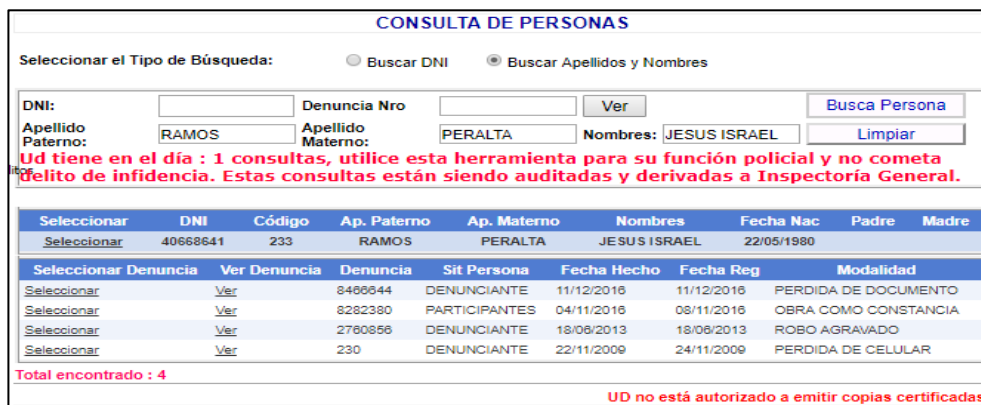 CONSULTA DE PERSONAS
Seleccionar el Tipo de Búsqueda: Buscar DNI Buscar Apellidos y Nombres
DNI: Denuncia Nro Ver Busca Persona
Apellido Paterno: RAMOS Apellido Materno: PERALTA Nombres: JESUS ISRAEL Limpiar
Ud tiene en el día : 1 consultas, utilice esta herramienta para su función policial y no cometa
delito de infidencia. Estas consultas están siendo auditadas y derivadas a Inspectoría General.
Seleccionar DNI Código Ap. Paterno Ap. Materno Nombres Fecha Nac Padre Madre
Seleccionar 40668641 233 RAMOS PERALTA JESUS ISRAEL 22/05/1980
Seleccionar Denuncia Ver Denuncia Denuncia Sit Persona Fecha Hecho Fecha Reg Modalidad
Seleccionar Ver 8466644 DENUNCIANTE 11/12/2016 11/12/2016 PERDIDA DE DOCUMENTO
Seleccionar Ver 8282380 PARTICIPANTES 04/11/2016 08/11/2016 OBRA COMO CONSTANCIA
Seleccionar Ver 2760856 DENUNCIANTE 18/06/2013 18/06/2013 ROBO AGRAVADO
Seleccionar Ver 230 DENUNCIANTE 22/11/2009 24/11/2009 PERDIDA DE CELULAR
Total encontrado : 4
UD no está autorizado a emitir copias certificadas